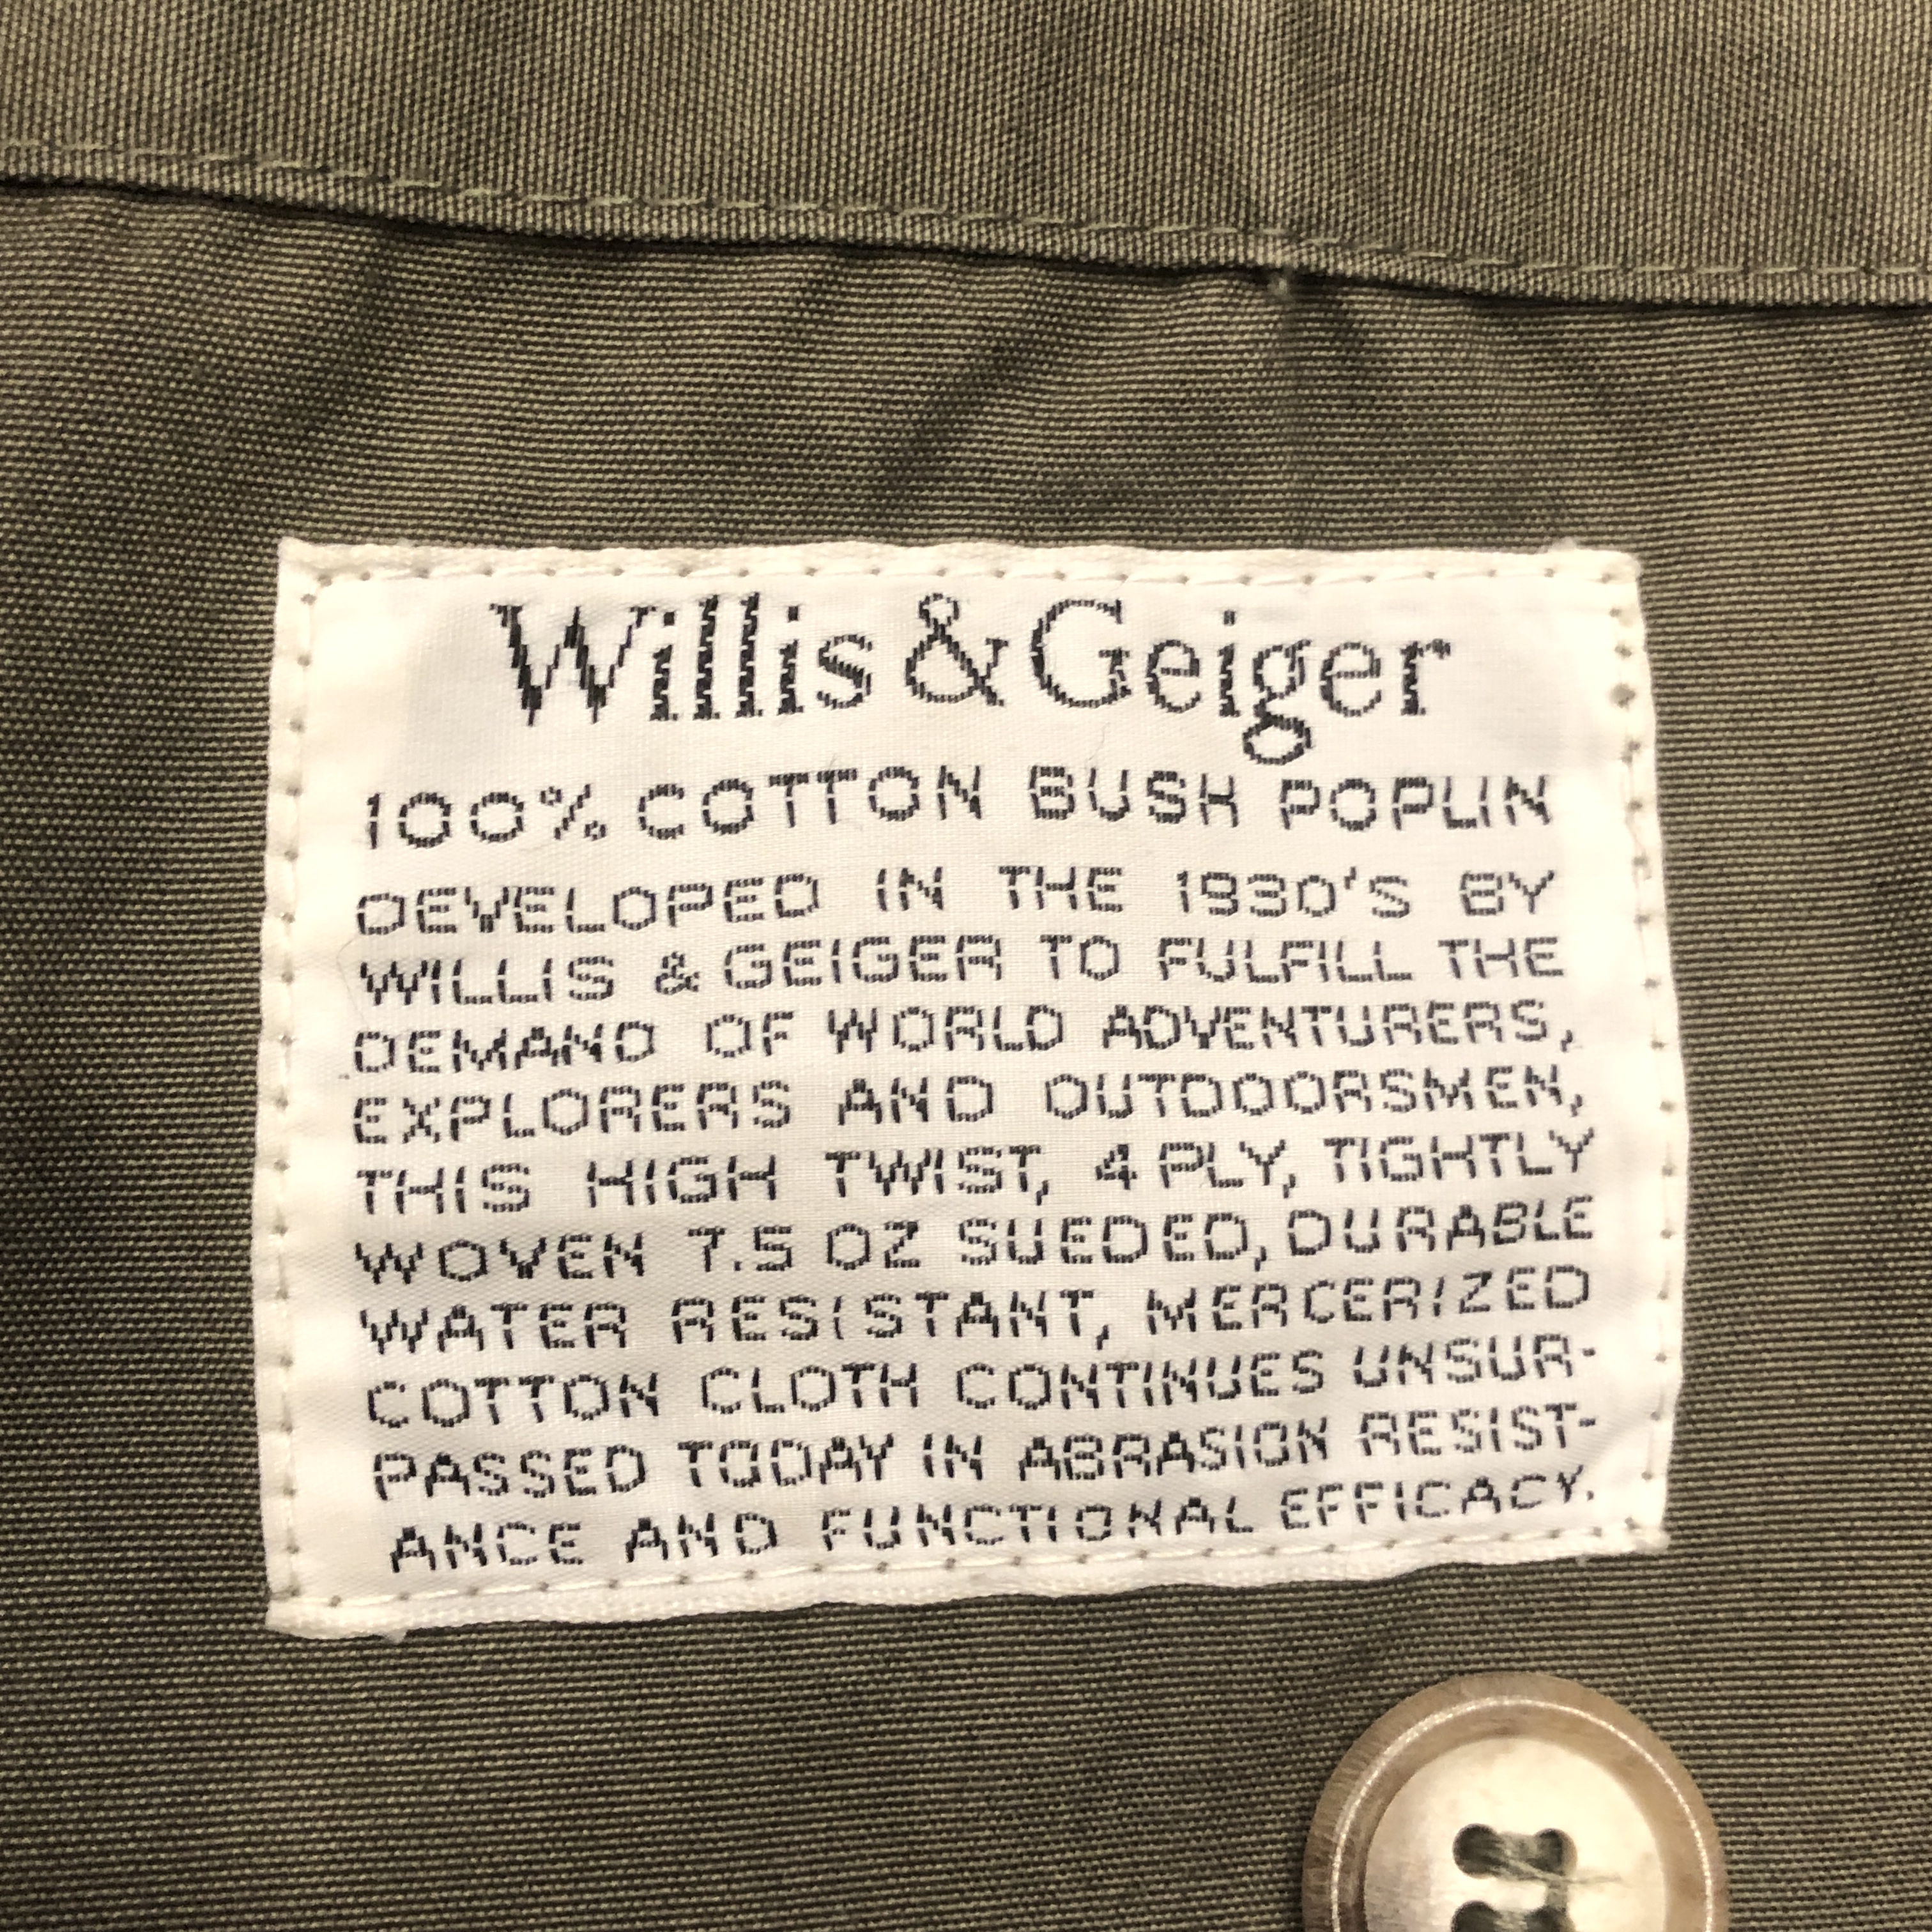 Willis & Geiger
100% COTTON BUSH POPLIN
DEVELOPED IN THE 1930'S BY
WILLIS & GEIGER TO FULFILL THE
DEMAND OF WORLD ADVENTURERS,
EXPLORERS AND OUTDOORSMEN,
THIS HIGH TWIST, 4 PLY, TIGHTLY
WOVEN 7.5 OZ SUEDED, DURABLE
WATER RESISTANT, MERCERIZED
COTTON CLOTH CONTINUES UNSUR-
PASSED TODAY IN ABRASION RESIST-
ANCE AND FUNCTIONAL EFFICACY.